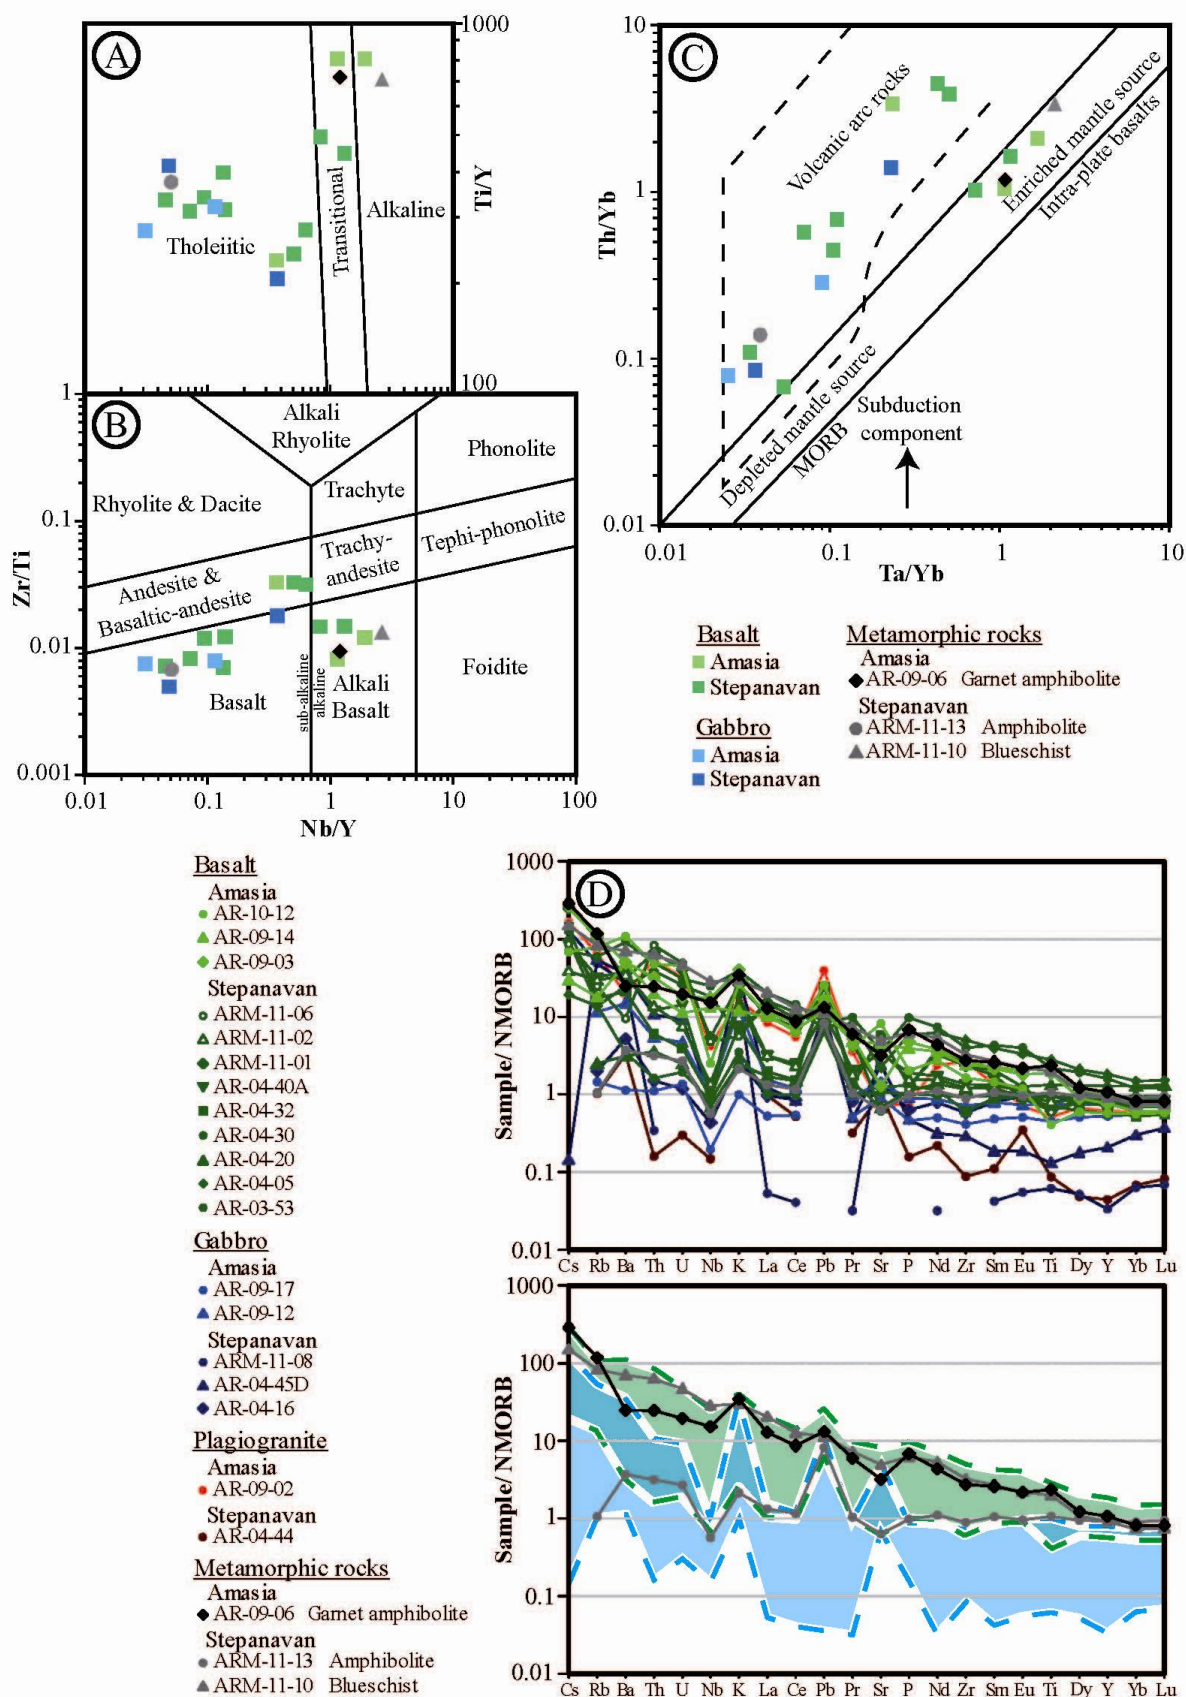 A
1000
Ti/Y
Transitional
Alkaline
Tholeiitic
100
1
B
Alkali
Rhyolite
Phonolite
Rhyolite & Dacite
Trachyte
0.1
Tephi-phonolite
Trachy-
andesite
Andesite &
Basaltic-andesite
Zr/Ti
0.01
sub-alkaline
alkaline
Basalt
Alkali
Basalt
Foidite
0.001
0.01 0.1 1 10 100
Nb/Y
10
C
Volcanic arc rocks
Enriched mantle source
Intra-plate basalts
Th/Yb
1
0.1
Depleted mantle source
MORB
Subduction
component
0.01
0.01 0.1 1 10
Ta/Yb
Basalt
Amasia
Stepanavan
Gabbro
Amasia
Stepanavan
Metamorphic rocks
Amasia
AR-09-06 Garnet amphibolite
Stepanavan
ARM-11-13 Amphibolite
ARM-11-10 Blueschist
Basalt
Amasia
AR-10-12
AR-09-14
AR-09-03
Stepanavan
ARM-11-06
ARM-11-02
ARM-11-01
AR-04-40A
AR-04-32
AR-04-30
AR-04-20
AR-04-05
AR-03-53
Gabbro
Amasia
AR-09-17
AR-09-12
Stepanavan
ARM-11-08
AR-04-45D
AR-04-16
Plagiogranite
Amasia
AR-09-02
Stepanavan
AR-04-44
Metamorphic rocks
Amasia
AR-09-06 Garnet amphibolite
Stepanavan
ARM-11-13 Amphibolite
ARM-11-10 Blueschist
1000
D
100
10
1
0.1
0.01
Sample/ NMORB
Cs Rb Ba Th U Nb K La Ce Pb Pr Sr P Nd Zr Sm Eu Ti Dy Y Yb Lu
1000
100
10
1
0.1
0.01
Sample/ NMORB
Cs Rb Ba Th U Nb K La Ce Pb Pr Sr P Nd Zr Sm Eu Ti Dy Y Yb Lu